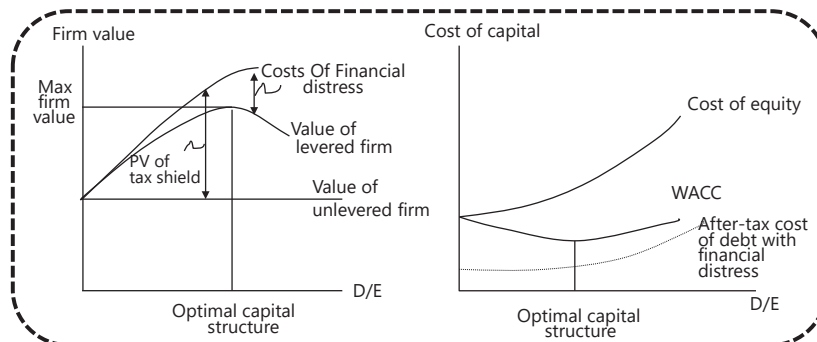 Firm value
Max
firm
value
Costs Of Financial
distress
Value of
levered firm
PV of
tax shield
Value of
unlevered firm
D/E
Optimal capital
structure
Cost of capital
Cost of equity
WACC
After-tax cost
of debt with
financial
distress
D/E
Optimal capital
structure